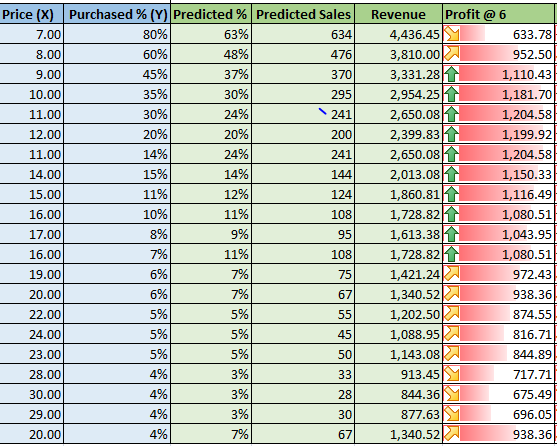 Price (X) Purchased % (Y) Predicted % Predicted Sales Revenue Profit @ 6
7.00 80% 63% 634 4,436.45 633.78
8.00 60% 48% 476 3,810.00 952.50
9.00 45% 37% 370 3,331.28 1,110.43
10.00 35% 30% 295 2,954.25 1,181.70
11.00 30% 24% 241 2,650.08 1,204.58
12.00 20% 20% 200 2,399.83 1,199.92
11.00 14% 24% 241 2,650.08 1,204.58
14.00 15% 14% 144 2,013.08 1,150.33
15.00 11% 12% 124 1,860.81 1,116.49
16.00 10% 11% 108 1,728.82 1,080.51
17.00 8% 9% 95 1,613.38 1,043.95
16.00 7% 11% 108 1,728.82 1,080.51
19.00 6% 7% 75 1,421.24 972.43
20.00 6% 7% 67 1,340.52 938.36
22.00 5% 5% 55 1,202.50 874.55
24.00 5% 5% 45 1,088.95 816.71
23.00 5% 5% 50 1,143.08 844.89
28.00 4% 3% 33 913.45 717.71
30.00 4% 3% 28 844.36 675.49
29.00 4% 3% 30 877.63 696.05
20.00 4% 7% 67 1,340.52 938.36